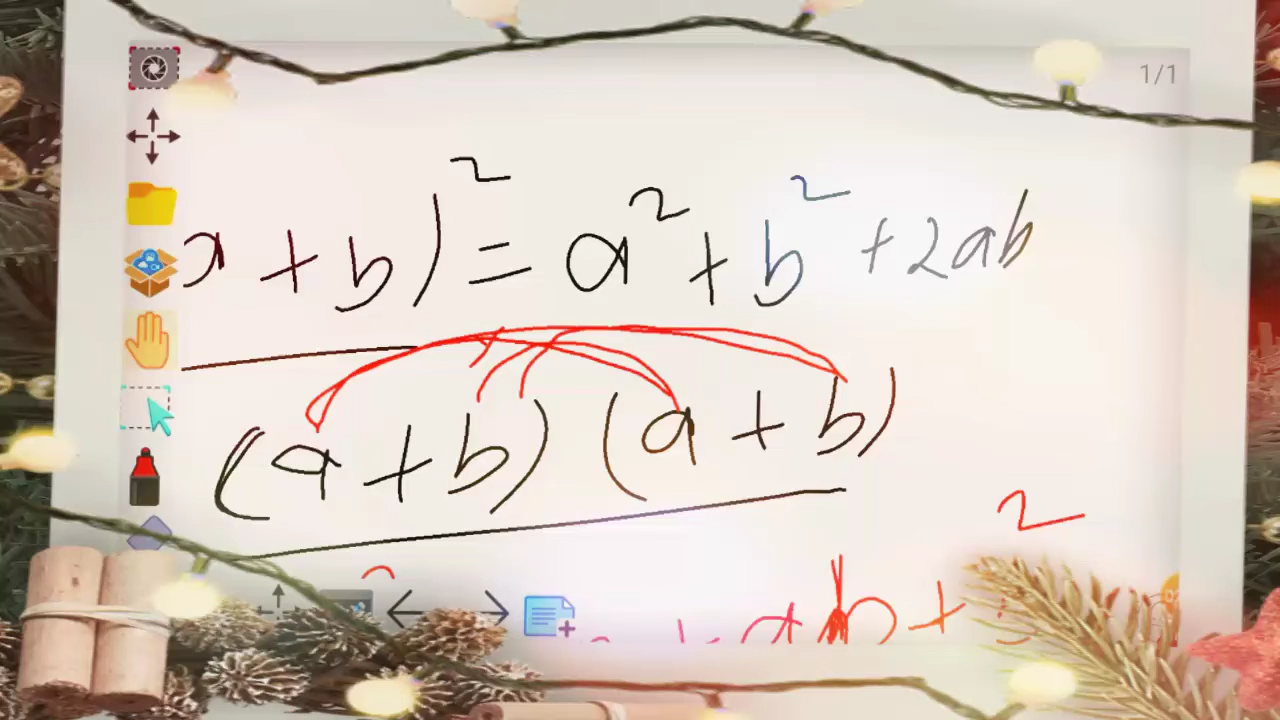 1/1
a + b)² = a² + b² + 2ab
(a + b) (a + b)